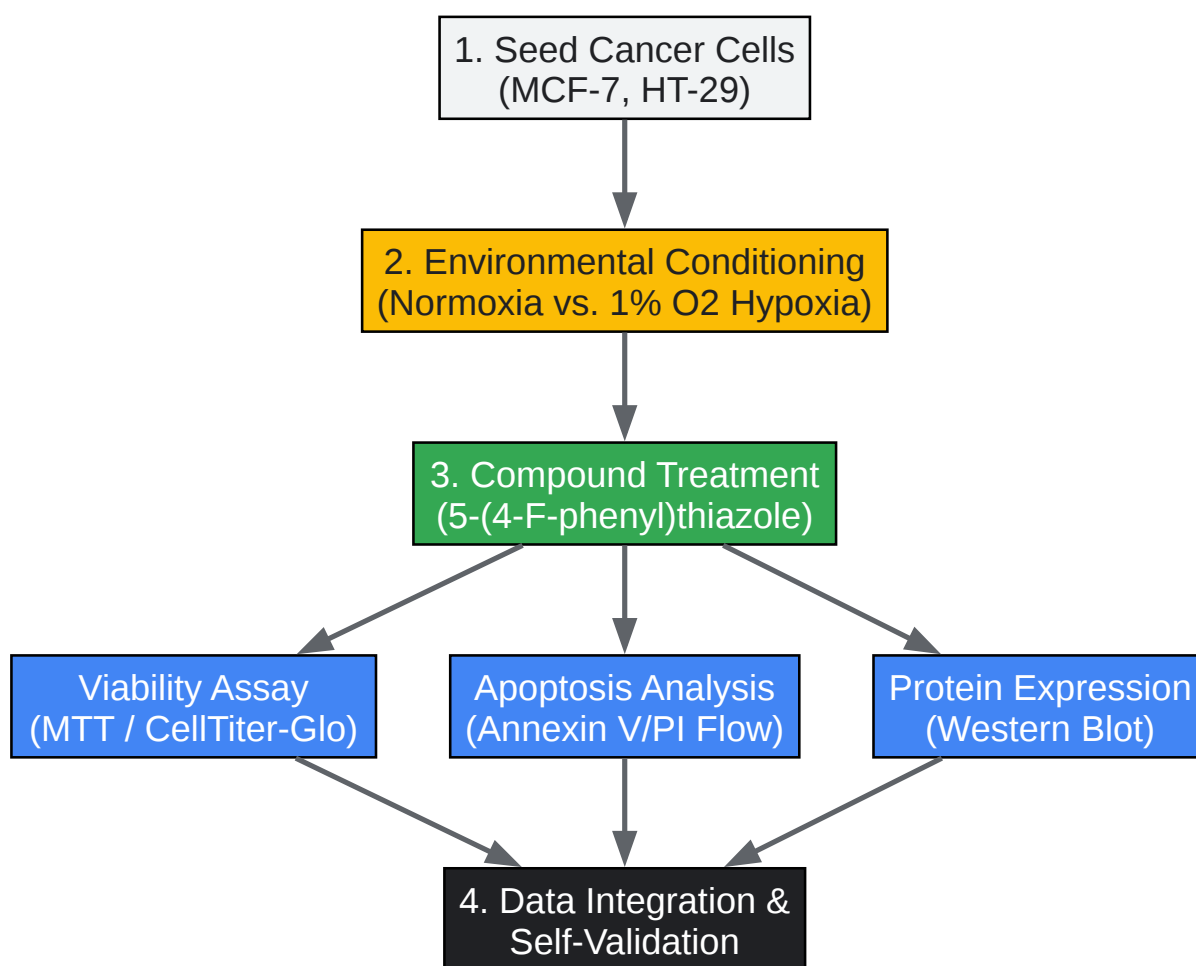 1. Seed Cancer Cells
(MCF-7, HT-29)
2. Environmental Conditioning
(Normoxia vs. 1% O2 Hypoxia)
3. Compound Treatment
(5-(4-F-phenyl)thiazole)
Viability Assay
(MTT / CellTiter-Glo)
Apoptosis Analysis
(Annexin V/PI Flow)
Protein Expression
(Western Blot)
4. Data Integration &
Self-Validation